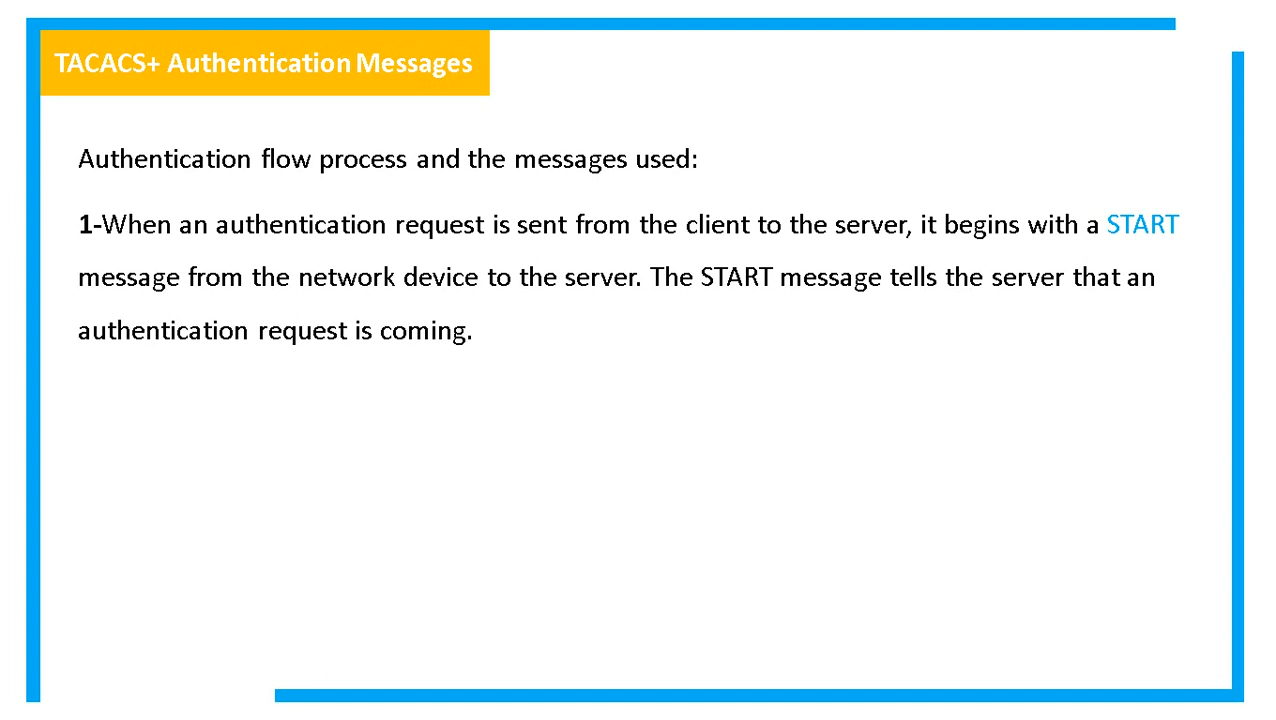 TACACS+ Authentication Messages
Authentication flow process and the messages used:
1-When an authentication request is sent from the client to the server, it begins with a START
message from the network device to the server. The START message tells the server that an
authentication request is coming.